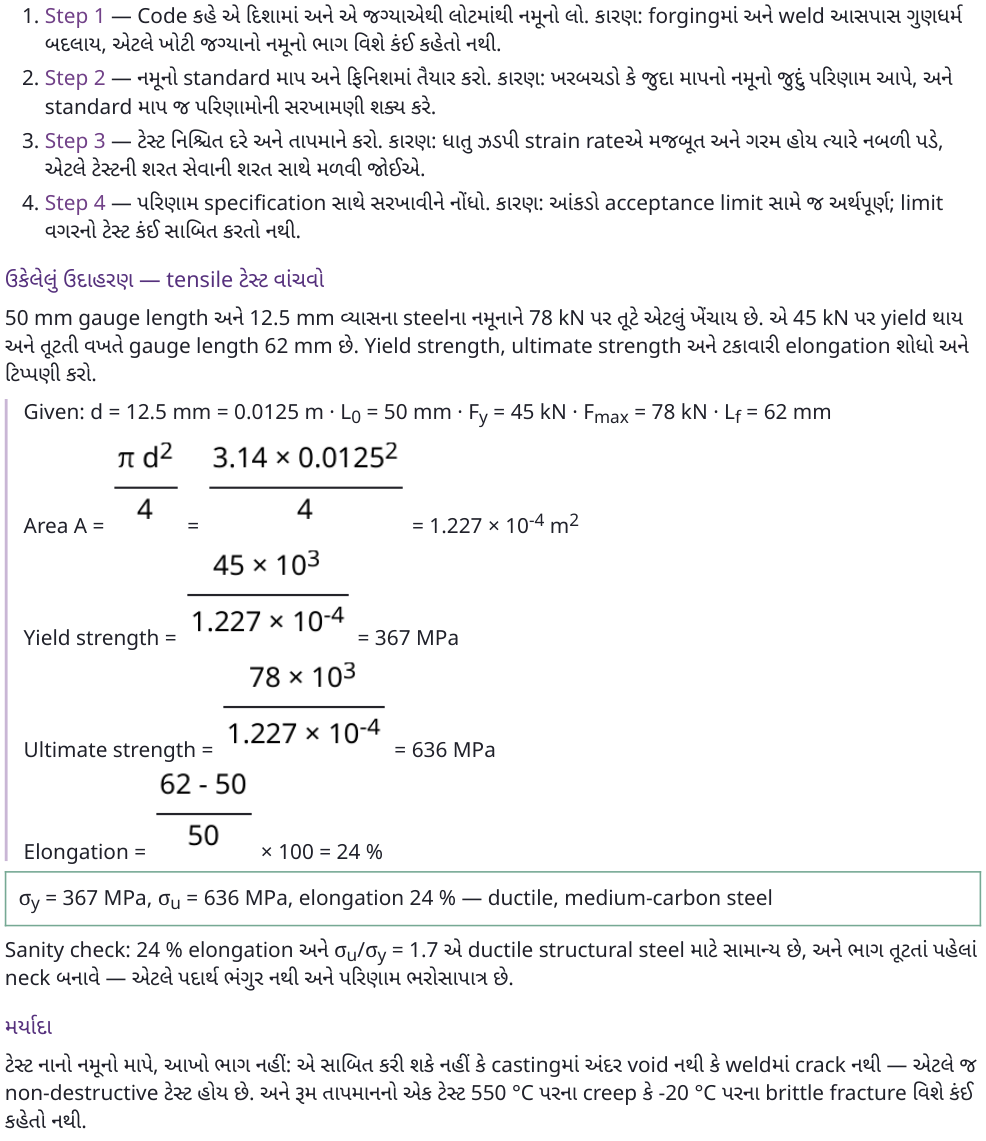 1. Step 1 — Code કહે એ દિશામાં અને એ જગ્યાએથી લોટમાંથી નમૂનો લો. કારણ: forgingમાં અને weld આસપાસ ગુણધર્મ
બદલાય, એટલે ખોટી જગ્યાનો નમૂનો ભાગ વિશે કંઈ કહેતો નથી.
2. Step 2 — નમૂનો standard માપ અને ફિનિશમાં તૈયાર કરો. કારણ: ખરબચડો કે જુદા માપનો નમૂનો જુદું પરિણામ આપે, અને
standard માપ જ પરિણામોની સરખામણી શક્ય કરે.
3. Step 3 — ટેસ્ટ નિશ્ચિત દરે અને તાપમાને કરો. કારણ: ધાતુ ઝડપી strain rateએ મજબૂત અને ગરમ હોય ત્યારે નબળી પડે,
એટલે ટેસ્ટની શરત સેવાની શરત સાથે મળવી જોઈએ.
4. Step 4 — પરિણામ specification સાથે સરખાવીને નોંધો. કારણ: આંકડો acceptance limit સામે જ અર્થપૂર્ણ; limit
વગરનો ટેસ્ટ કંઈ સાબિત કરતો નથી.
ઉકેલેલું ઉદાહરણ — tensile ટેસ્ટ વાંચવો
50 mm gauge length અને 12.5 mm વ્યાસના steelના નમૂનાને 78 kN પર તૂટે એટલું ખેંચાય છે. એ 45 kN પર yield થાય
અને તૂટતી વખતે gauge length 62 mm છે. Yield strength, ultimate strength અને ટકાવારી elongation શોધો અને
ટિપ્પણી કરો.
Given: d = 12.5 mm = 0.0125 m · L₀ = 50 mm · F_y = 45 kN · F_max = 78 kN · L_f = 62 mm
Area A = π d² / 4 = 3.14 × 0.0125² / 4 = 1.227 × 10⁻⁴ m²
Yield strength = 45 × 10³ / 1.227 × 10⁻⁴ = 367 MPa
Ultimate strength = 78 × 10³ / 1.227 × 10⁻⁴ = 636 MPa
Elongation = 62 - 50 / 50 × 100 = 24 %
σ_y = 367 MPa, σ_u = 636 MPa, elongation 24 % — ductile, medium-carbon steel
Sanity check: 24 % elongation અને σ_u/σ_y = 1.7 એ ductile structural steel માટે સામાન્ય છે, અને ભાગ તૂટતાં પહેલાં
neck બનાવે — એટલે પદાર્થ ભંગુર નથી અને પરિણામ ભરોસાપાત્ર છે.
મર્યાદા
ટેસ્ટ નાનો નમૂનો માપે, આખો ભાગ નહીં: એ સાબિત કરી શકે નહીં કે castingમાં અંદર void નથી કે weldમાં crack નથી — એટલે જ
non-destructive ટેસ્ટ હોય છે. અને રૂમ તાપમાનનો એક ટેસ્ટ 550 °C પરના creep કે -20 °C પરના brittle fracture વિશે કંઈ
કહેતો નથી.